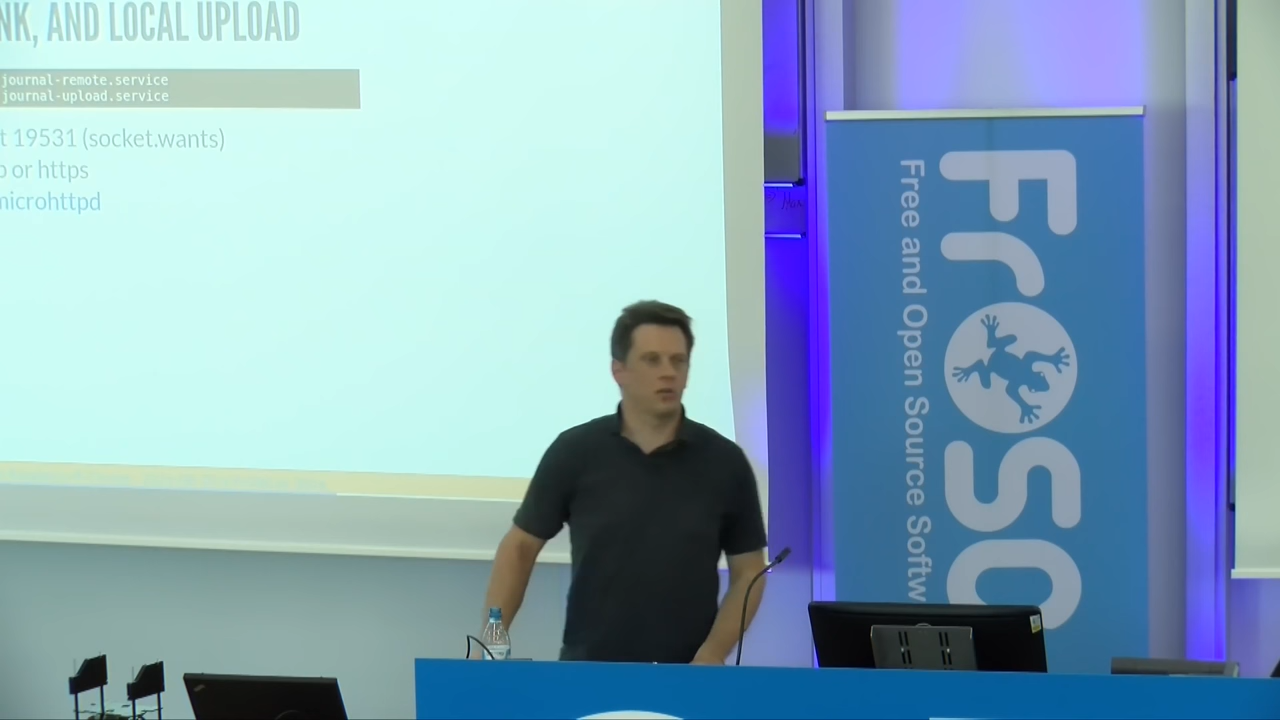 NK, AND LOCAL UPLOAD
journal-remote.service
journal-upload.service
t 19531 (socket.wants)
o or https
microhttpd
FrOSC
Free and Open Source Softw